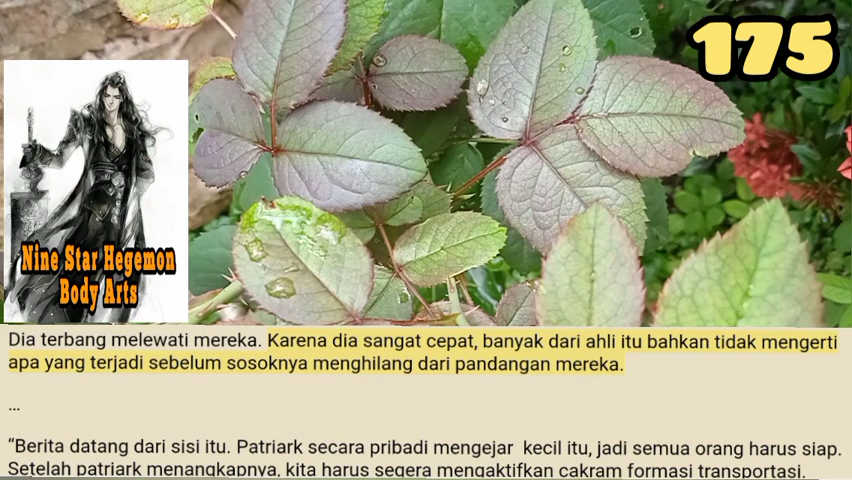 175
Nine Star Hegemon
Body Arts
Dia terbang melewati mereka. Karena dia sangat cepat, banyak dari ahli itu bahkan tidak mengerti
apa yang terjadi sebelum sosoknya menghilang dari pandangan mereka.
...
“Berita datang dari sisi itu. Patriark secara pribadi mengejar  kecil itu, jadi semua orang harus siap.
Setelah patriark menangkapnya, kita harus segera mengaktifkan cakram formasi transportasi.